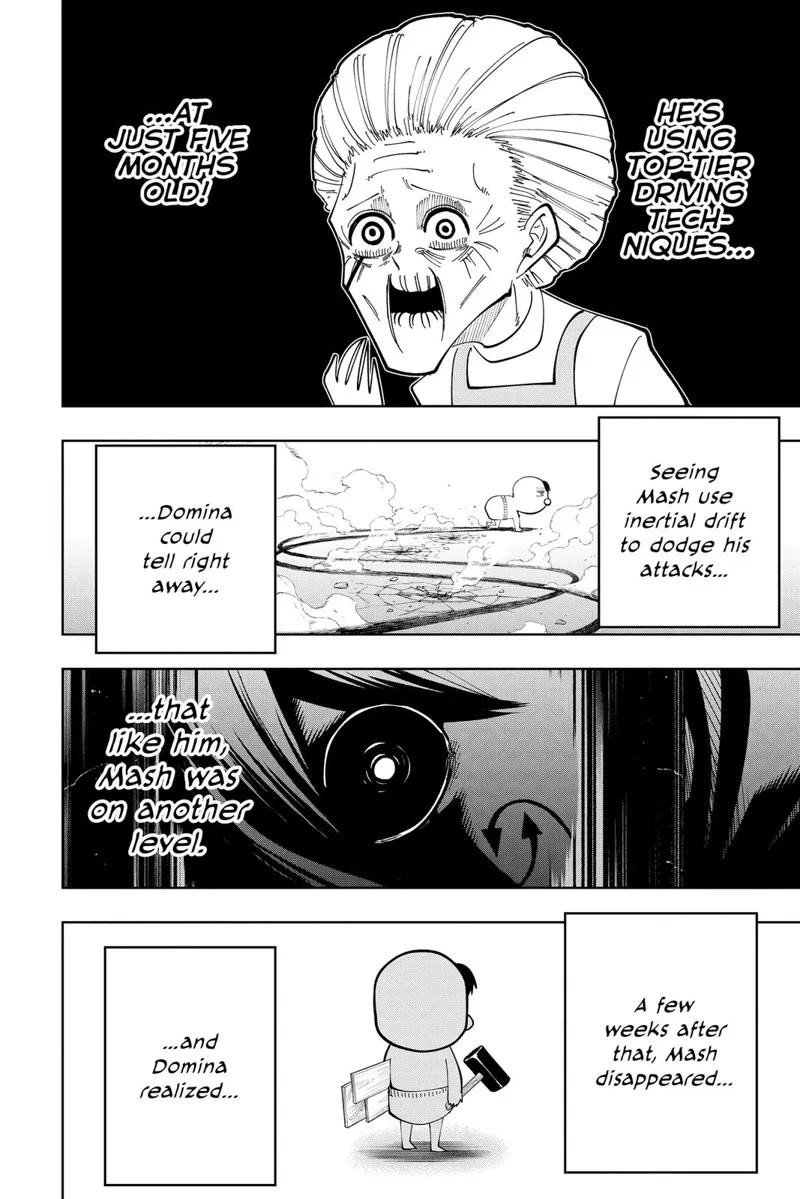 HE'S
USING
TOP-TIER
DRIVING
TECH-
NIQUES...
...AT
JUST FIVE
MONTHS
OLD!
Seeing
Mash use
inertial drift
to dodge his
attacks...
...Domina
could
tell right
away...
...that
like him,
Mash was
on another
level.
A few
weeks after
that, Mash
disappeared...
...and
Domina
realized...